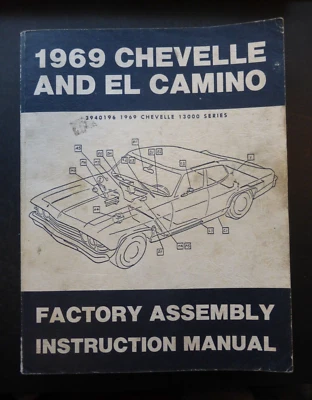 1969 CHEVELLE
AND EL CAMINO
3940196 1969 CHEVELLE 13000 SERIES
FACTORY ASSEMBLY
INSTRUCTION MANUAL